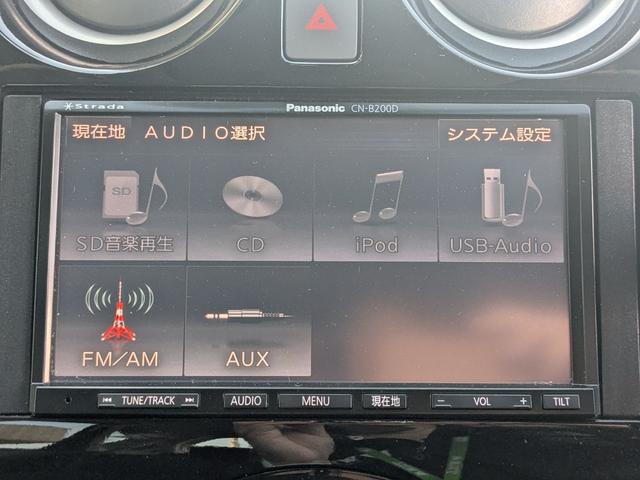 Strada Panasonic CN-B200D
現在地 AUDIO選択 システム設定
SD
SD音楽再生 CD iPod USB-Audio
FM/AM AUX
TUNE/TRACK AUDIO MENU 現在地 − VOL + TILT